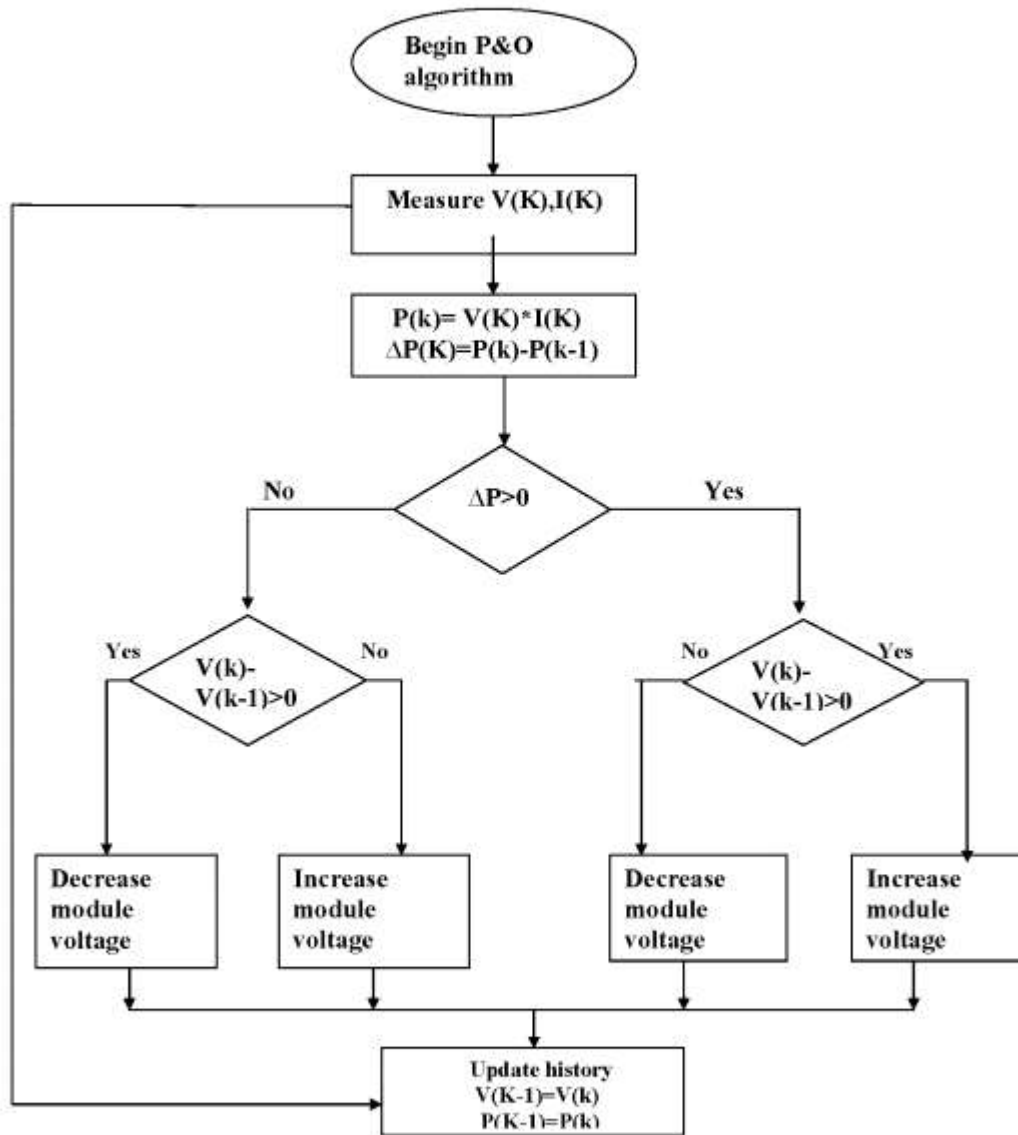 Begin P&O
algorithm
Measure V(K),I(K)
P(k)= V(K)*I(K)
ΔP(K)=P(k)-P(k-1)
ΔP>0
No
Yes
Yes
V(k)-
V(k-1)>0
No
No
V(k)-
V(k-1)>0
Yes
Decrease
module
voltage
Increase
module
voltage
Decrease
module
voltage
Increase
module
voltage
Update history
V(K-1)=V(k)
P(K-1)=P(k)